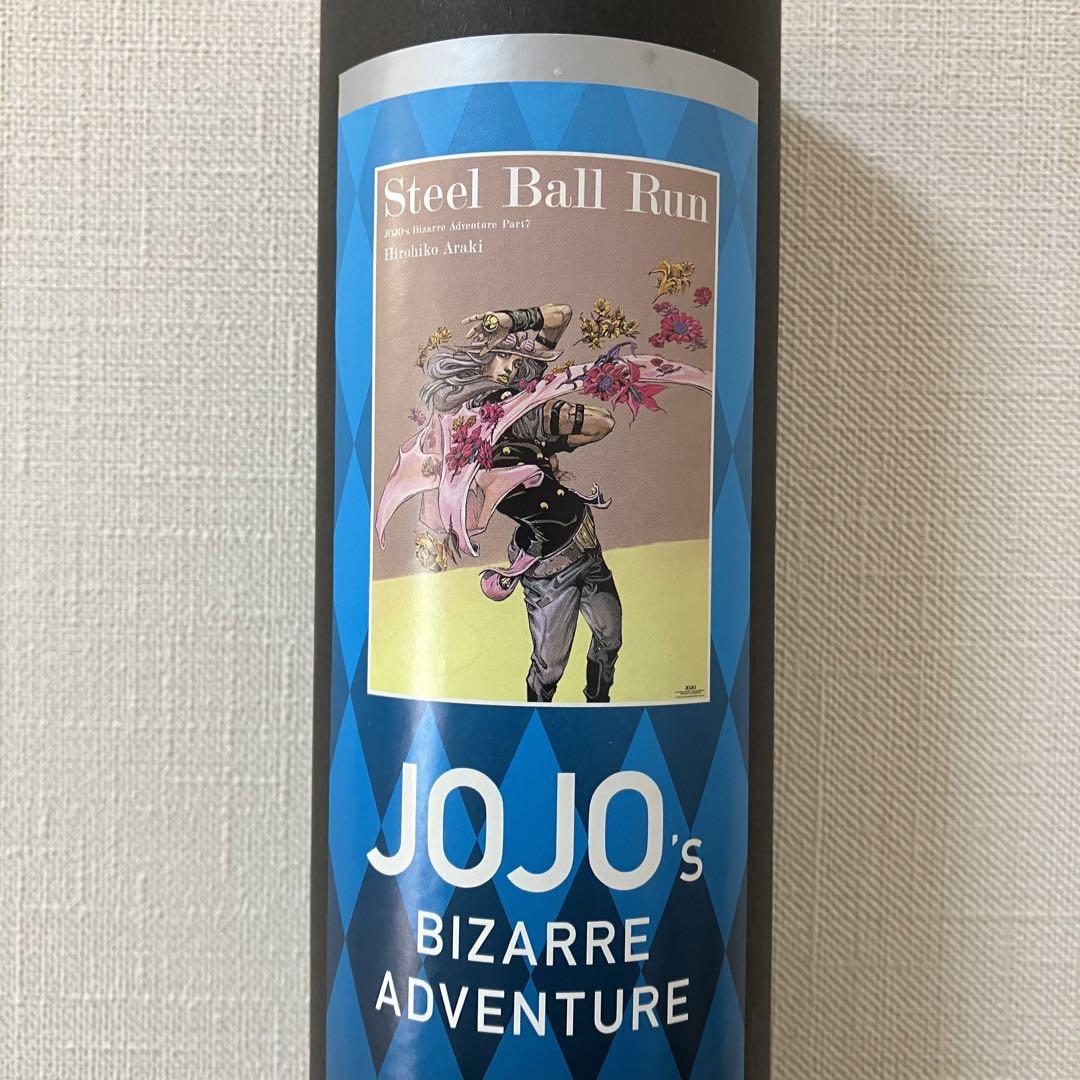 Steel Ball Run
JOJO's Bizarre Adventure Part7
Hirohiko Araki
JOJO's
BIZARRE
ADVENTURE